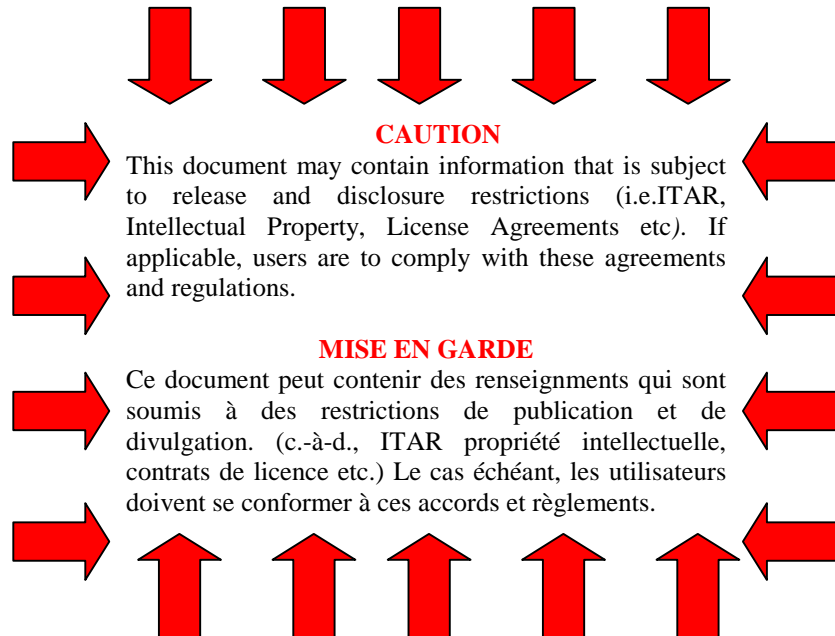 CAUTION
This document may contain information that is subject
to release and disclosure restrictions (i.e.ITAR,
Intellectual Property, License Agreements etc). If
applicable, users are to comply with these agreements
and regulations.
MISE EN GARDE
Ce document peut contenir des renseignments qui sont
soumis à des restrictions de publication et de
divulgation. (c.-à-d., ITAR propriété intellectuelle,
contrats de licence etc.) Le cas échéant, les utilisateurs
doivent se conformer à ces accords et règlements.